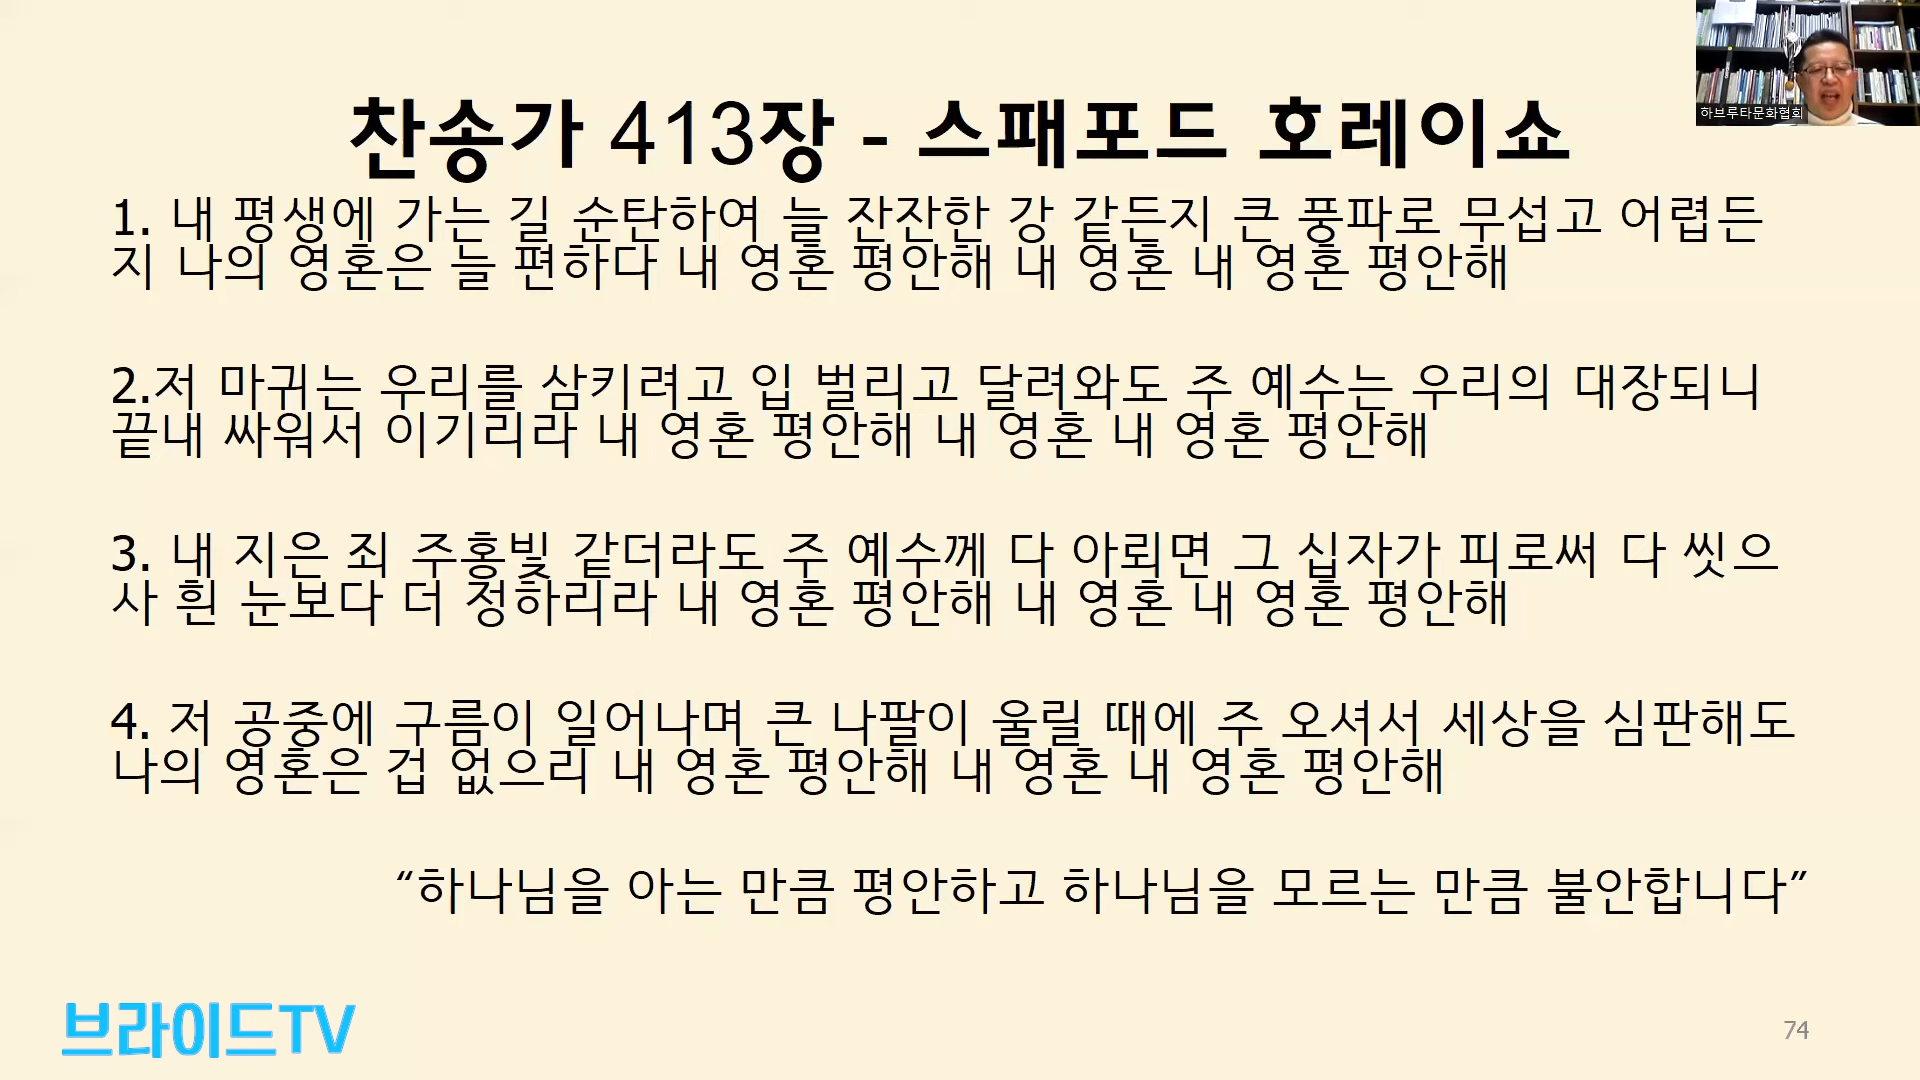 하브루타문화협회
찬송가 413장 - 스패포드 호레이쇼
1. 내 평생에 가는 길 순탄하여 늘 잔잔한 강 같든지 큰 풍파로 무섭고 어렵든
지 나의 영혼은 늘 편하다 내 영혼 평안해 내 영혼 내 영혼 평안해
2.저 마귀는 우리를 삼키려고 입 벌리고 달려와도 주 예수는 우리의 대장되니
끝내 싸워서 이기리라 내 영혼 평안해 내 영혼 내 영혼 평안해
3. 내 지은 죄 주홍빛 같더라도 주 예수께 다 아뢰면 그 십자가 피로써 다 씻으
사 흰 눈보다 더 정하리라 내 영혼 평안해 내 영혼 내 영혼 평안해
4. 저 공중에 구름이 일어나며 큰 나팔이 울릴 때에 주 오셔서 세상을 심판해도
나의 영혼은 겁 없으리 내 영혼 평안해 내 영혼 내 영혼 평안해
“하나님을 아는 만큼 평안하고 하나님을 모르는 만큼 불안합니다”
브라이드TV
74